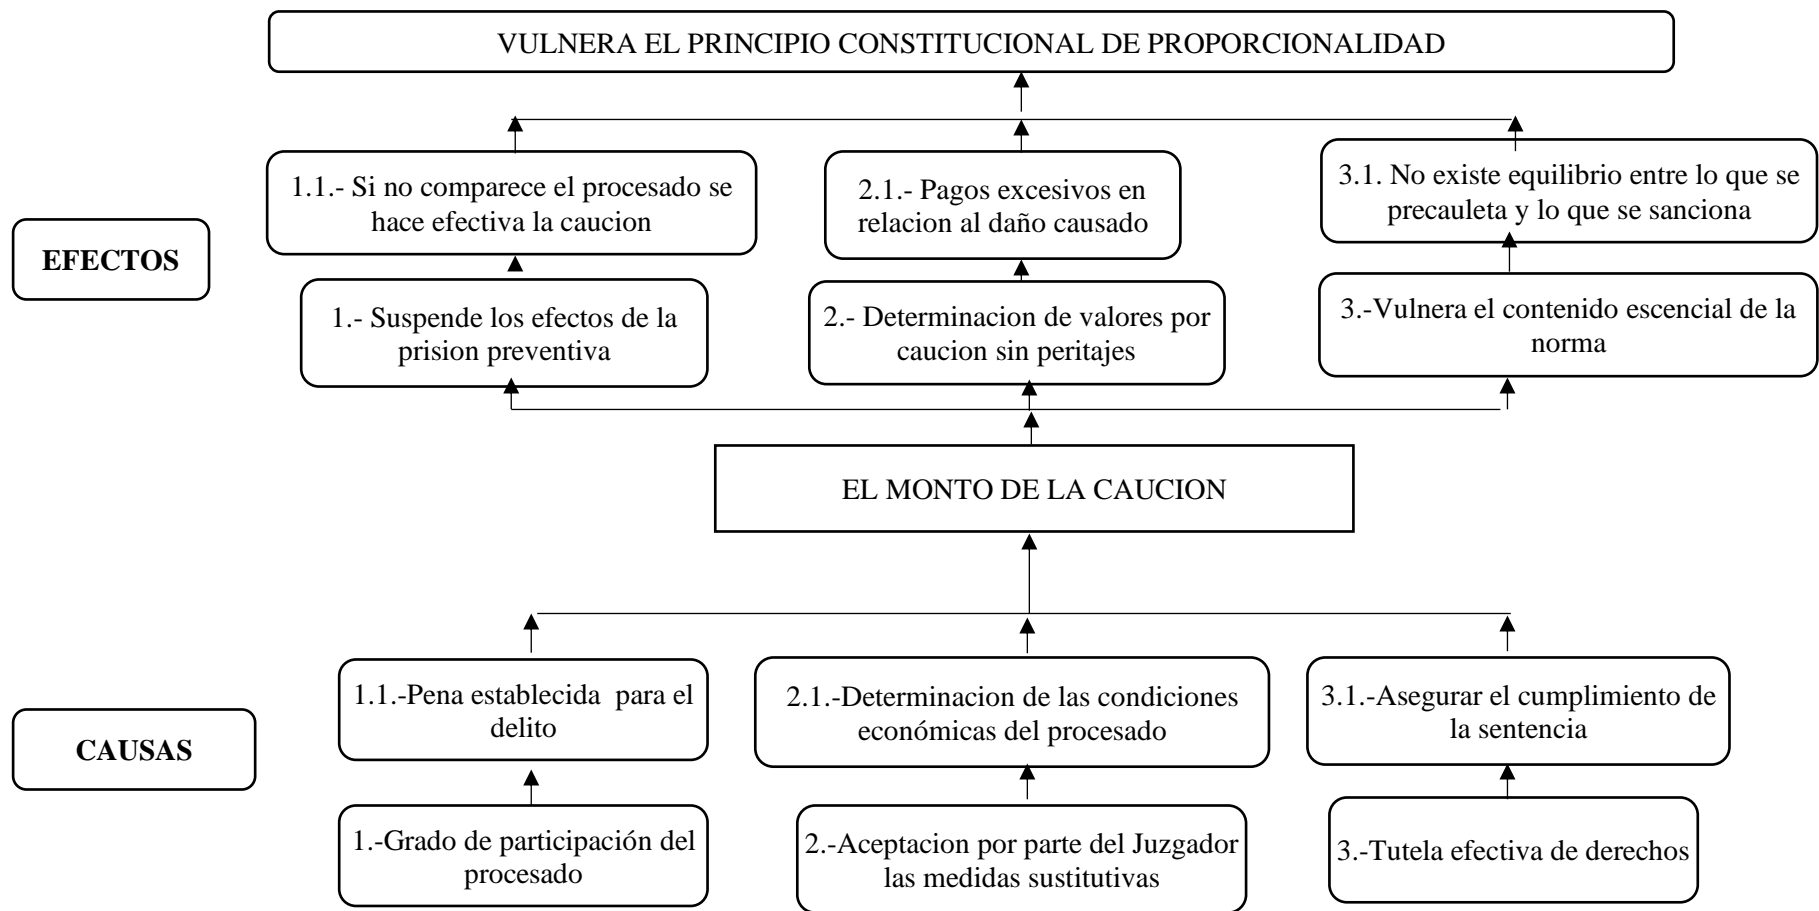 VULNERA EL PRINCIPIO CONSTITUCIONAL DE PROPORCIONALIDAD
1.1.- Si no comparece el procesado se
hace efectiva la caucion
2.1.- Pagos excesivos en
relacion al daño causado
3.1. No existe equilibrio entre lo que se
precauleta y lo que se sanciona
EFECTOS
1.- Suspende los efectos de la
prision preventiva
2.- Determinacion de valores por
caucion sin peritajes
3.-Vulnera el contenido escencial de la
norma
EL MONTO DE LA CAUCION
1.1.-Pena establecida  para el
delito
2.1.-Determinacion de las condiciones
económicas del procesado
3.1.-Asegurar el cumplimiento de
la sentencia
CAUSAS
1.-Grado de participación del
procesado
2.-Aceptacion por parte del Juzgador
las medidas sustitutivas
3.-Tutela efectiva de derechos